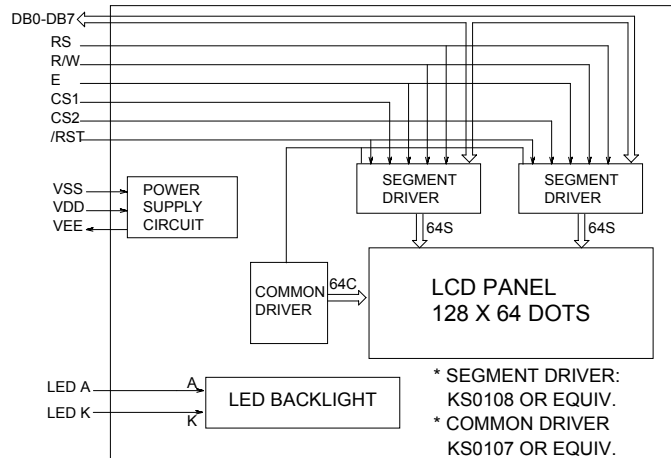 DB0-DB7
RS
R/W
E
CS1
CS2
/RST
SEGMENT
DRIVER
SEGMENT
DRIVER
VSS
VDD
VEE
POWER
SUPPLY
CIRCUIT
64S
64S
COMMON
DRIVER
64C
LCD PANEL
128 X 64 DOTS
LED A
LED K
A
K
LED BACKLIGHT
* SEGMENT DRIVER:
KS0108 OR EQUIV.
* COMMON DRIVER
KS0107 OR EQUIV.